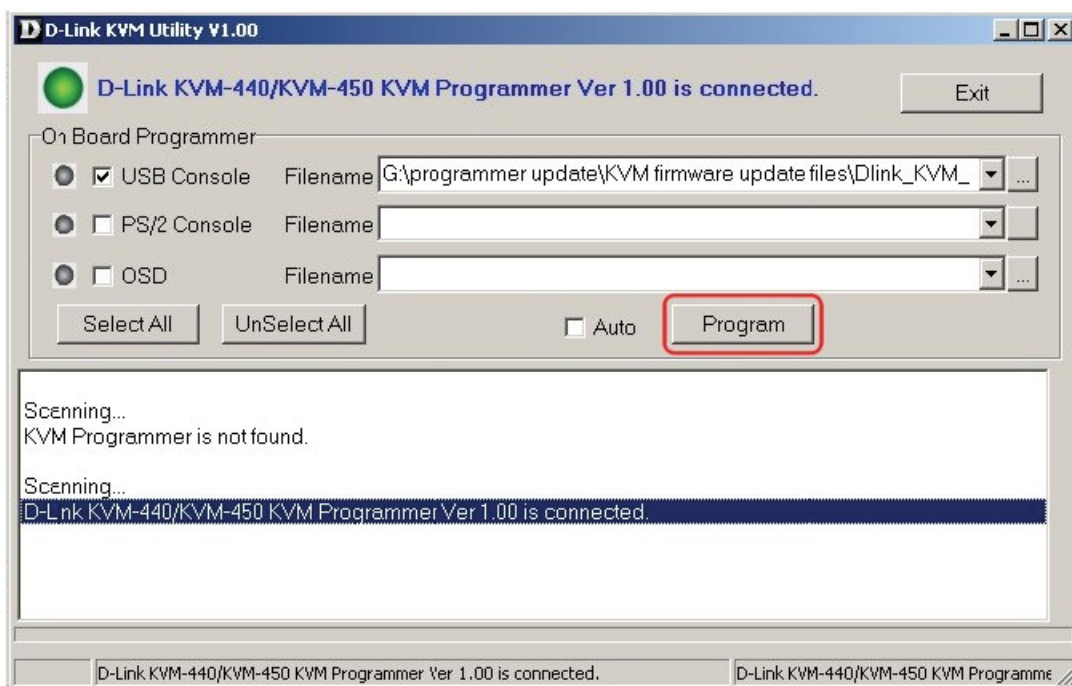 D-Link KVM Utility V1.00
D-Link KVM-440/KVM-450 KVM Programmer Ver 1.00 is connected.
Exit
On Board Programmer
USB Console Filename G:\programmer update\KVM firmware update files\Dlink_KVM_ ...
PS/2 Console Filename
OSD Filename ...
Select All UnSelect All Auto Program
Scenning...
KVM Programmer is not found.
Scenning...
D-Link KVM-440/KVM-450 KVM Programmer Ver 1.00 is connected.
D-Link KVM-440/KVM-450 KVM Programmer Ver 1.00 is connected. D-Link KVM-440/KVM-450 KVM Programme